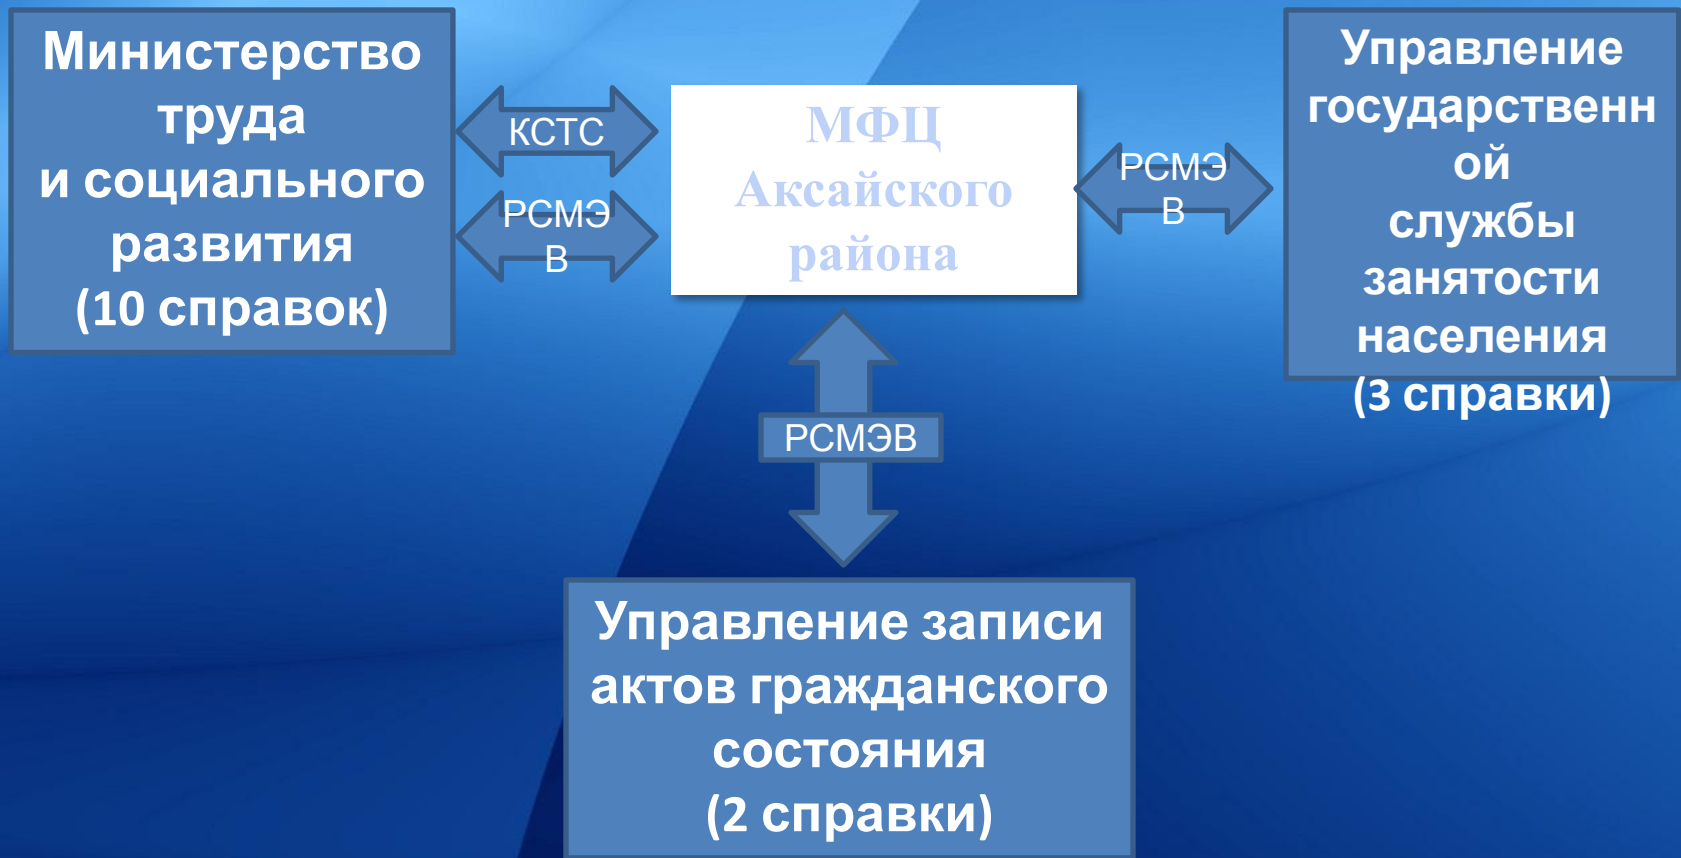 Министерство
труда
и социального
развития
(10 справок)
КСТС
РСМЭ
В
МФЦ
Аксайского
района
РСМЭ
В
Управление
государственн
ой
службы
занятости
населения
(3 справки)
РСМЭВ
Управление записи
актов гражданского
состояния
(2 справки)